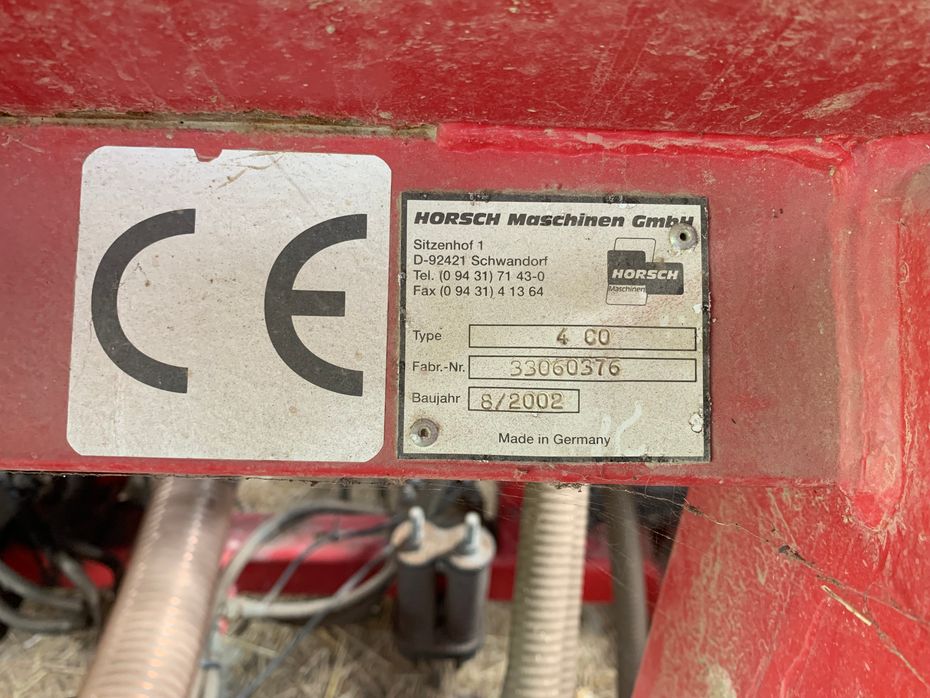 CE
HORSCH Maschinen GmbH
Sitzenhof 1
D-92421 Schwandorf
Tel. (0 94 31) 71 43-0
Fax (0 94 31) 4 13 64
HORSCH
Maschinen
Type 4 CO
Fabr.-Nr. 33060376
Baujahr 8/2002
Made in Germany